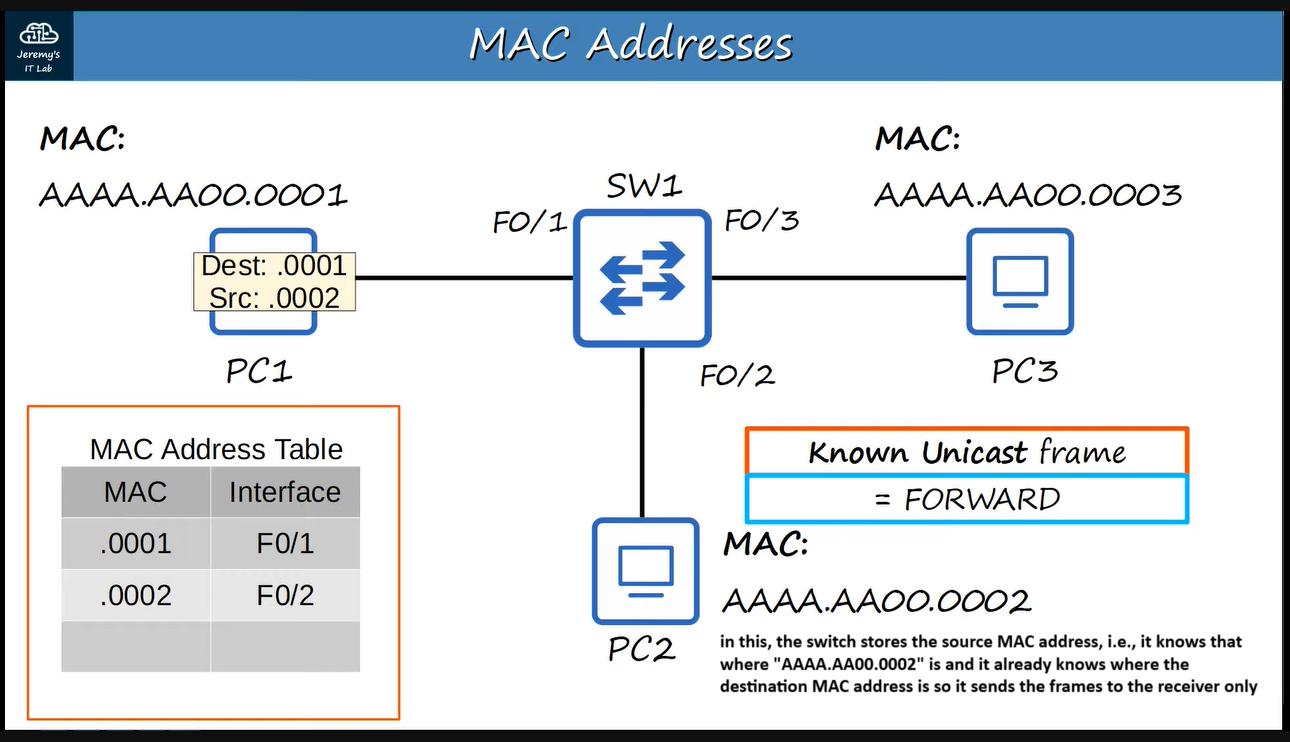 Jeremy's
IT Lab
MAC Addresses
MAC:
AAAA.AA00.0001
Dest: .0001
Src: .0002
PC1
SW1
F0/1
F0/3
F0/2
MAC:
AAAA.AA00.0003
PC3
MAC Address Table
MAC Interface
.0001 F0/1
.0002 F0/2
Known Unicast frame
= FORWARD
MAC:
AAAA.AA00.0002
PC2
in this, the switch stores the source MAC address, i.e., it knows that
where "AAAA.AA00.0002" is and it already knows where the
destination MAC address is so it sends the frames to the receiver only